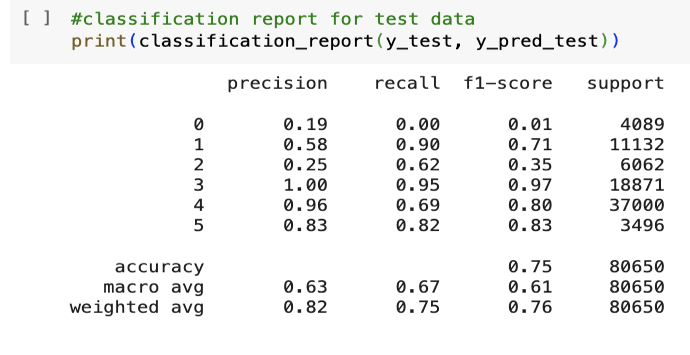 [ ] #classification report for test data
print(classification_report(y_test, y_pred_test))
precision recall f1-score support
0 0.19 0.00 0.01 4089
1 0.58 0.90 0.71 11132
2 0.25 0.62 0.35 6062
3 1.00 0.95 0.97 18871
4 0.96 0.69 0.80 37000
5 0.83 0.82 0.83 3496
accuracy 0.75 80650
macro avg 0.63 0.67 0.61 80650
weighted avg 0.82 0.75 0.76 80650